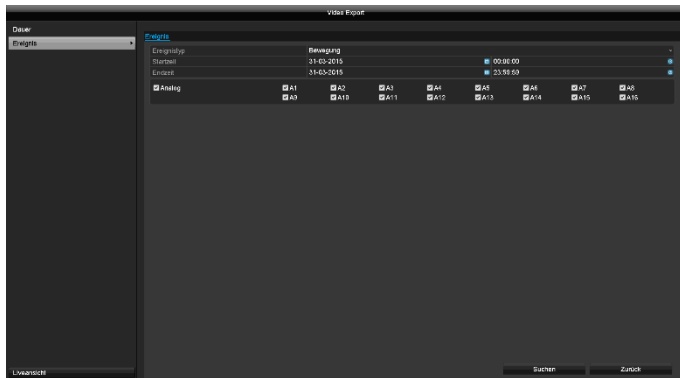 Video Export
Dauer
Ereignis
Ereignis
Ereignistyp Bewegung
Startzeit 31-03-2015 00:00:00
Endzeit 31-03-2015 23:59:59
Analog A1 A2 A3 A4 A5 A6 A7 A8
A9 A10 A11 A12 A13 A14 A15 A16
Liveansicht Suchen Zurück